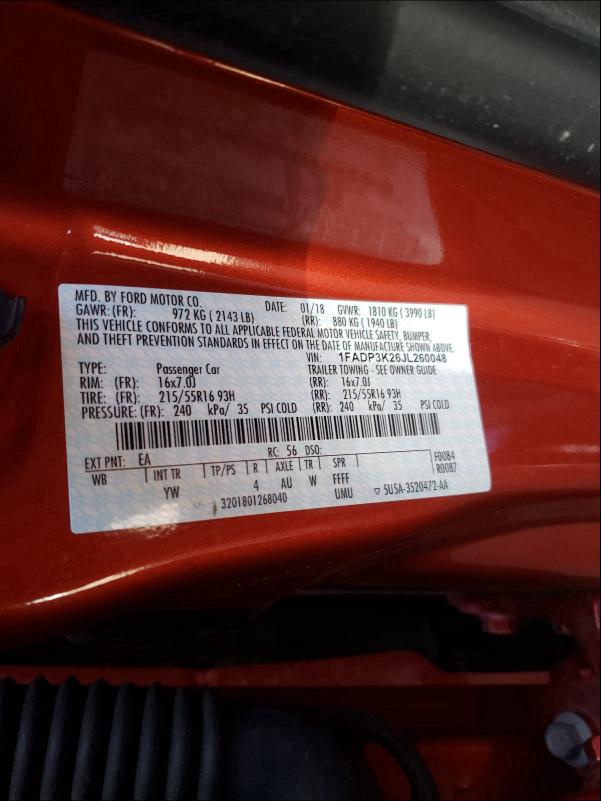 MFD. BY FORD MOTOR CO. DATE: 01/18 GVWR: 1810 KG ( 3990 LB)
GAWR: (FR): 972 KG ( 2143 LB) (RR): 880 KG ( 1940 LB)
THIS VEHICLE CONFORMS TO ALL APPLICABLE FEDERAL MOTOR VEHICLE SAFETY, BUMPER,
AND THEFT PREVENTION STANDARDS IN EFFECT ON THE DATE OF MANUFACTURE SHOWN ABOVE.
VIN: 1FADP3K26JL260048
TYPE: Passenger Car TRAILER TOWING - SEE OWNER GUIDE
RIM: (FR): 16x7.0J (RR): 16x7.0J
TIRE: (FR): 215/55R16 93H (RR): 215/55R16 93H
PRESSURE: (FR): 240 kPa/ 35 PSI COLD (RR): 240 kPa/ 35 PSI COLD
EXT PNT: EA RC: 56 DSO: F0084
WB INT TR TP/PS R AXLE TR SPR R0087
YW 4 AU W FFFF
3201801268040 UMU ▽ 5U5A-3520472-AA